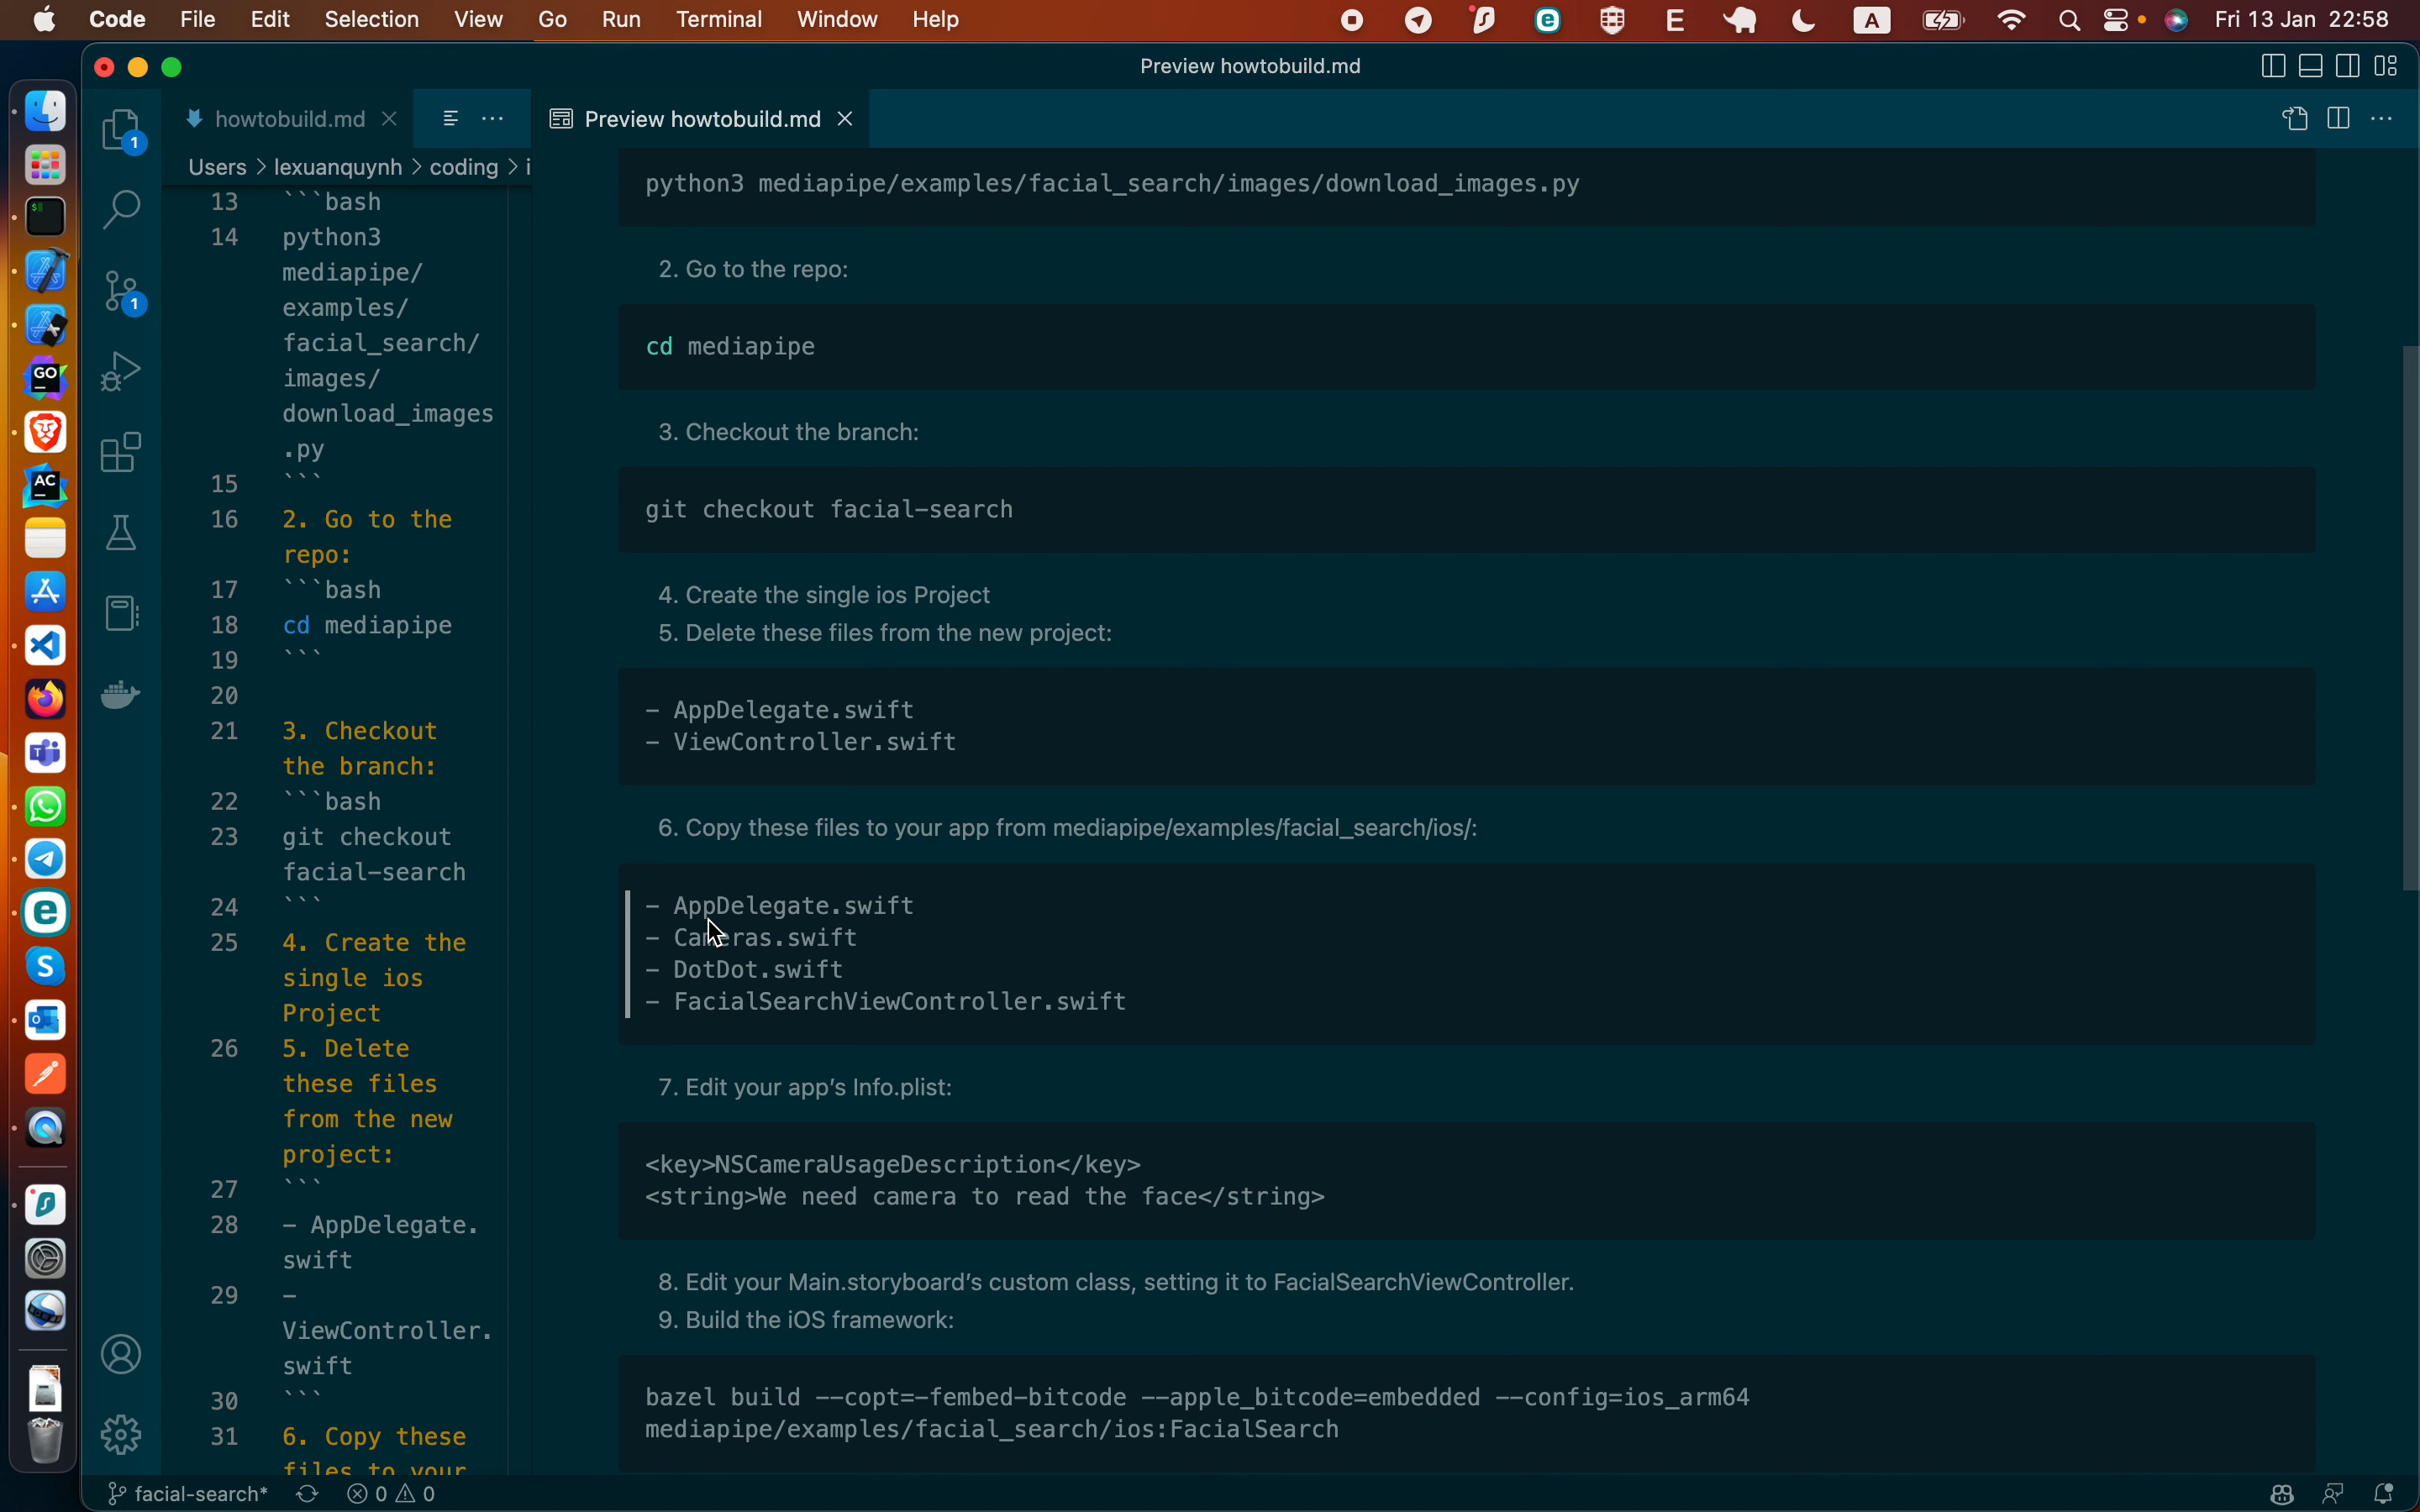 Code File Edit Selection View Go Run Terminal Window Help E A Fri 13 Jan 22:58
Preview howtobuild.md
howtobuild.md
Preview howtobuild.md
Users > lexuanquynh > coding > i
13 ```bash
14 python3
mediapipe/
examples/
facial_search/
images/
download_images
.py
15 ```
16 2. Go to the
repo:
17 ```bash
18 cd mediapipe
19 ```
20
21 3. Checkout
the branch:
22 ```bash
23 git checkout
facial-search
24 ```
25 4. Create the
single ios
Project
26 5. Delete
these files
from the new
project:
27 ```
28 - AppDelegate.
swift
29 -
ViewController.
swift
30 ```
31 6. Copy these
files to your
python3 mediapipe/examples/facial_search/images/download_images.py
2. Go to the repo:
cd mediapipe
3. Checkout the branch:
git checkout facial-search
4. Create the single ios Project
5. Delete these files from the new project:
- AppDelegate.swift
- ViewController.swift
6. Copy these files to your app from mediapipe/examples/facial_search/ios/:
- AppDelegate.swift
- Cameras.swift
- DotDot.swift
- FacialSearchViewController.swift
7. Edit your app's Info.plist:
<key>NSCameraUsageDescription</key>
<string>We need camera to read the face</string>
8. Edit your Main.storyboard's custom class, setting it to FacialSearchViewController.
9. Build the iOS framework:
bazel build --copt=-fembed-bitcode --apple_bitcode=embedded --config=ios_arm64
mediapipe/examples/facial_search/ios:FacialSearch
1
1
GO
AC
e
S
facial-search* 0 0